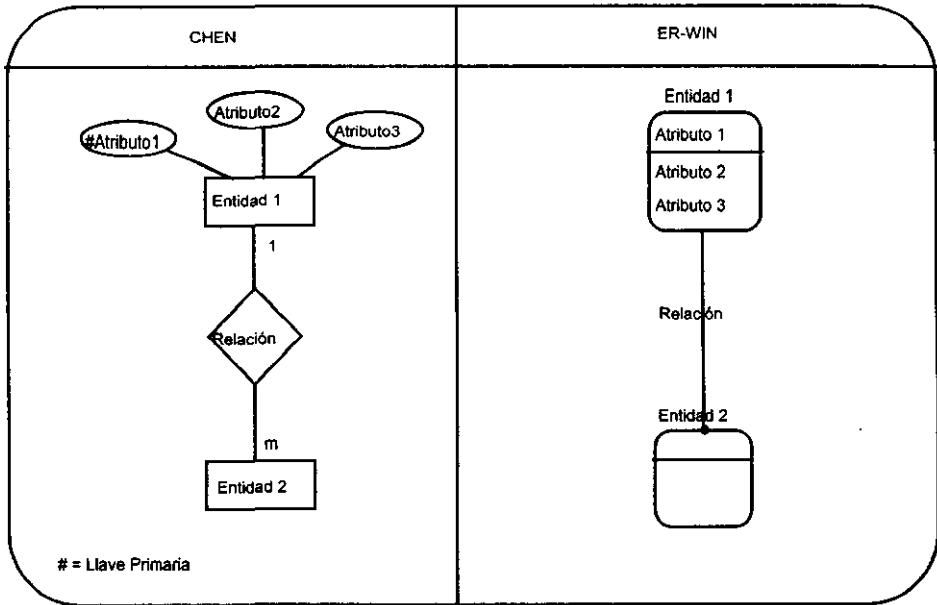 CHEN
Atributo2
#Atributo1
Atributo3
Entidad 1
1
Relación
m
Entidad 2
# = Llave Primaria
ER-WIN
Entidad 1
Atributo 1
Atributo 2
Atributo 3
Relación
Entidad 2